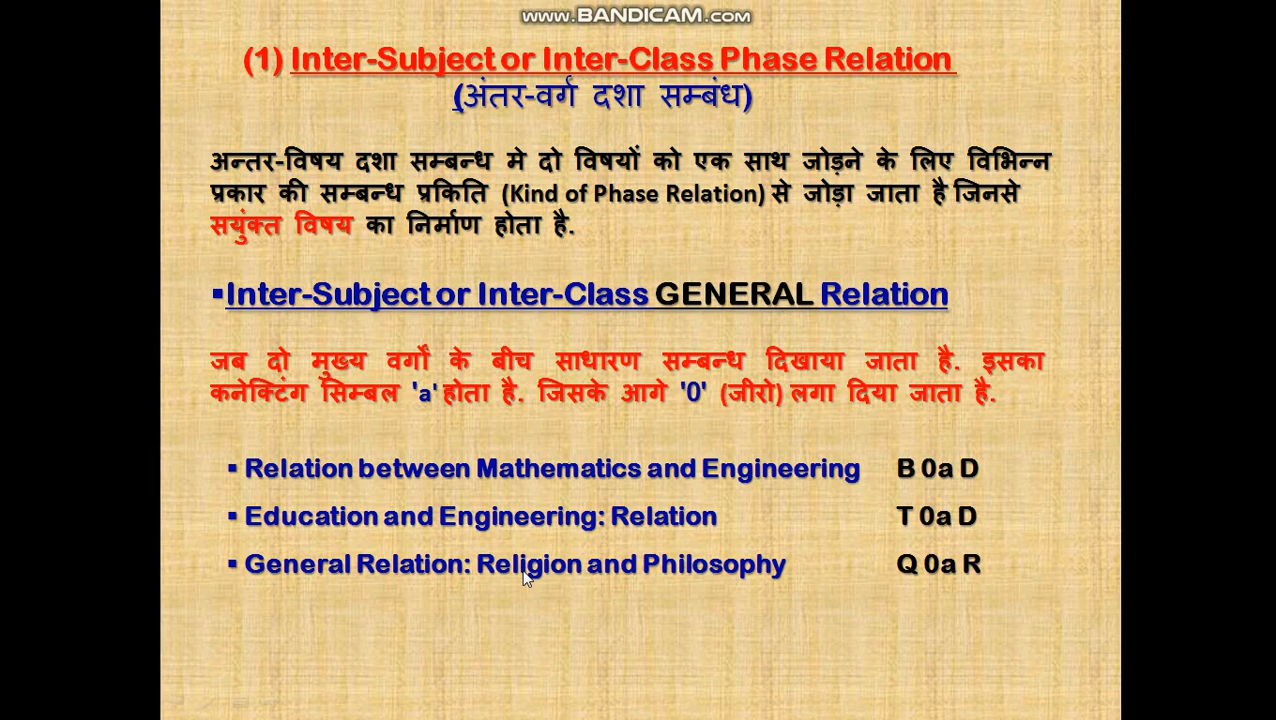 www.BANDICAM.com
(1) Inter-Subject or Inter-Class Phase Relation
(अंतर-वर्ग दशा सम्बंध)
अन्तर-विषय दशा सम्बन्ध मे दो विषयों को एक साथ जोड़ने के लिए विभिन्न
प्रकार की सम्बन्ध प्रकिति (Kind of Phase Relation) से जोड़ा जाता है जिनसे
सयुंक्त विषय का निर्माण होता है.
▪Inter-Subject or Inter-Class GENERAL Relation
जब दो मुख्य वर्गों के बीच साधारण सम्बन्ध दिखाया जाता है. इसका
कनेक्टिंग सिम्बल 'a' होता है. जिसके आगे '0' (जीरो) लगा दिया जाता है.
▪ Relation between Mathematics and Engineering B 0a D
▪ Education and Engineering: Relation T 0a D
▪ General Relation: Religion and Philosophy Q 0a R